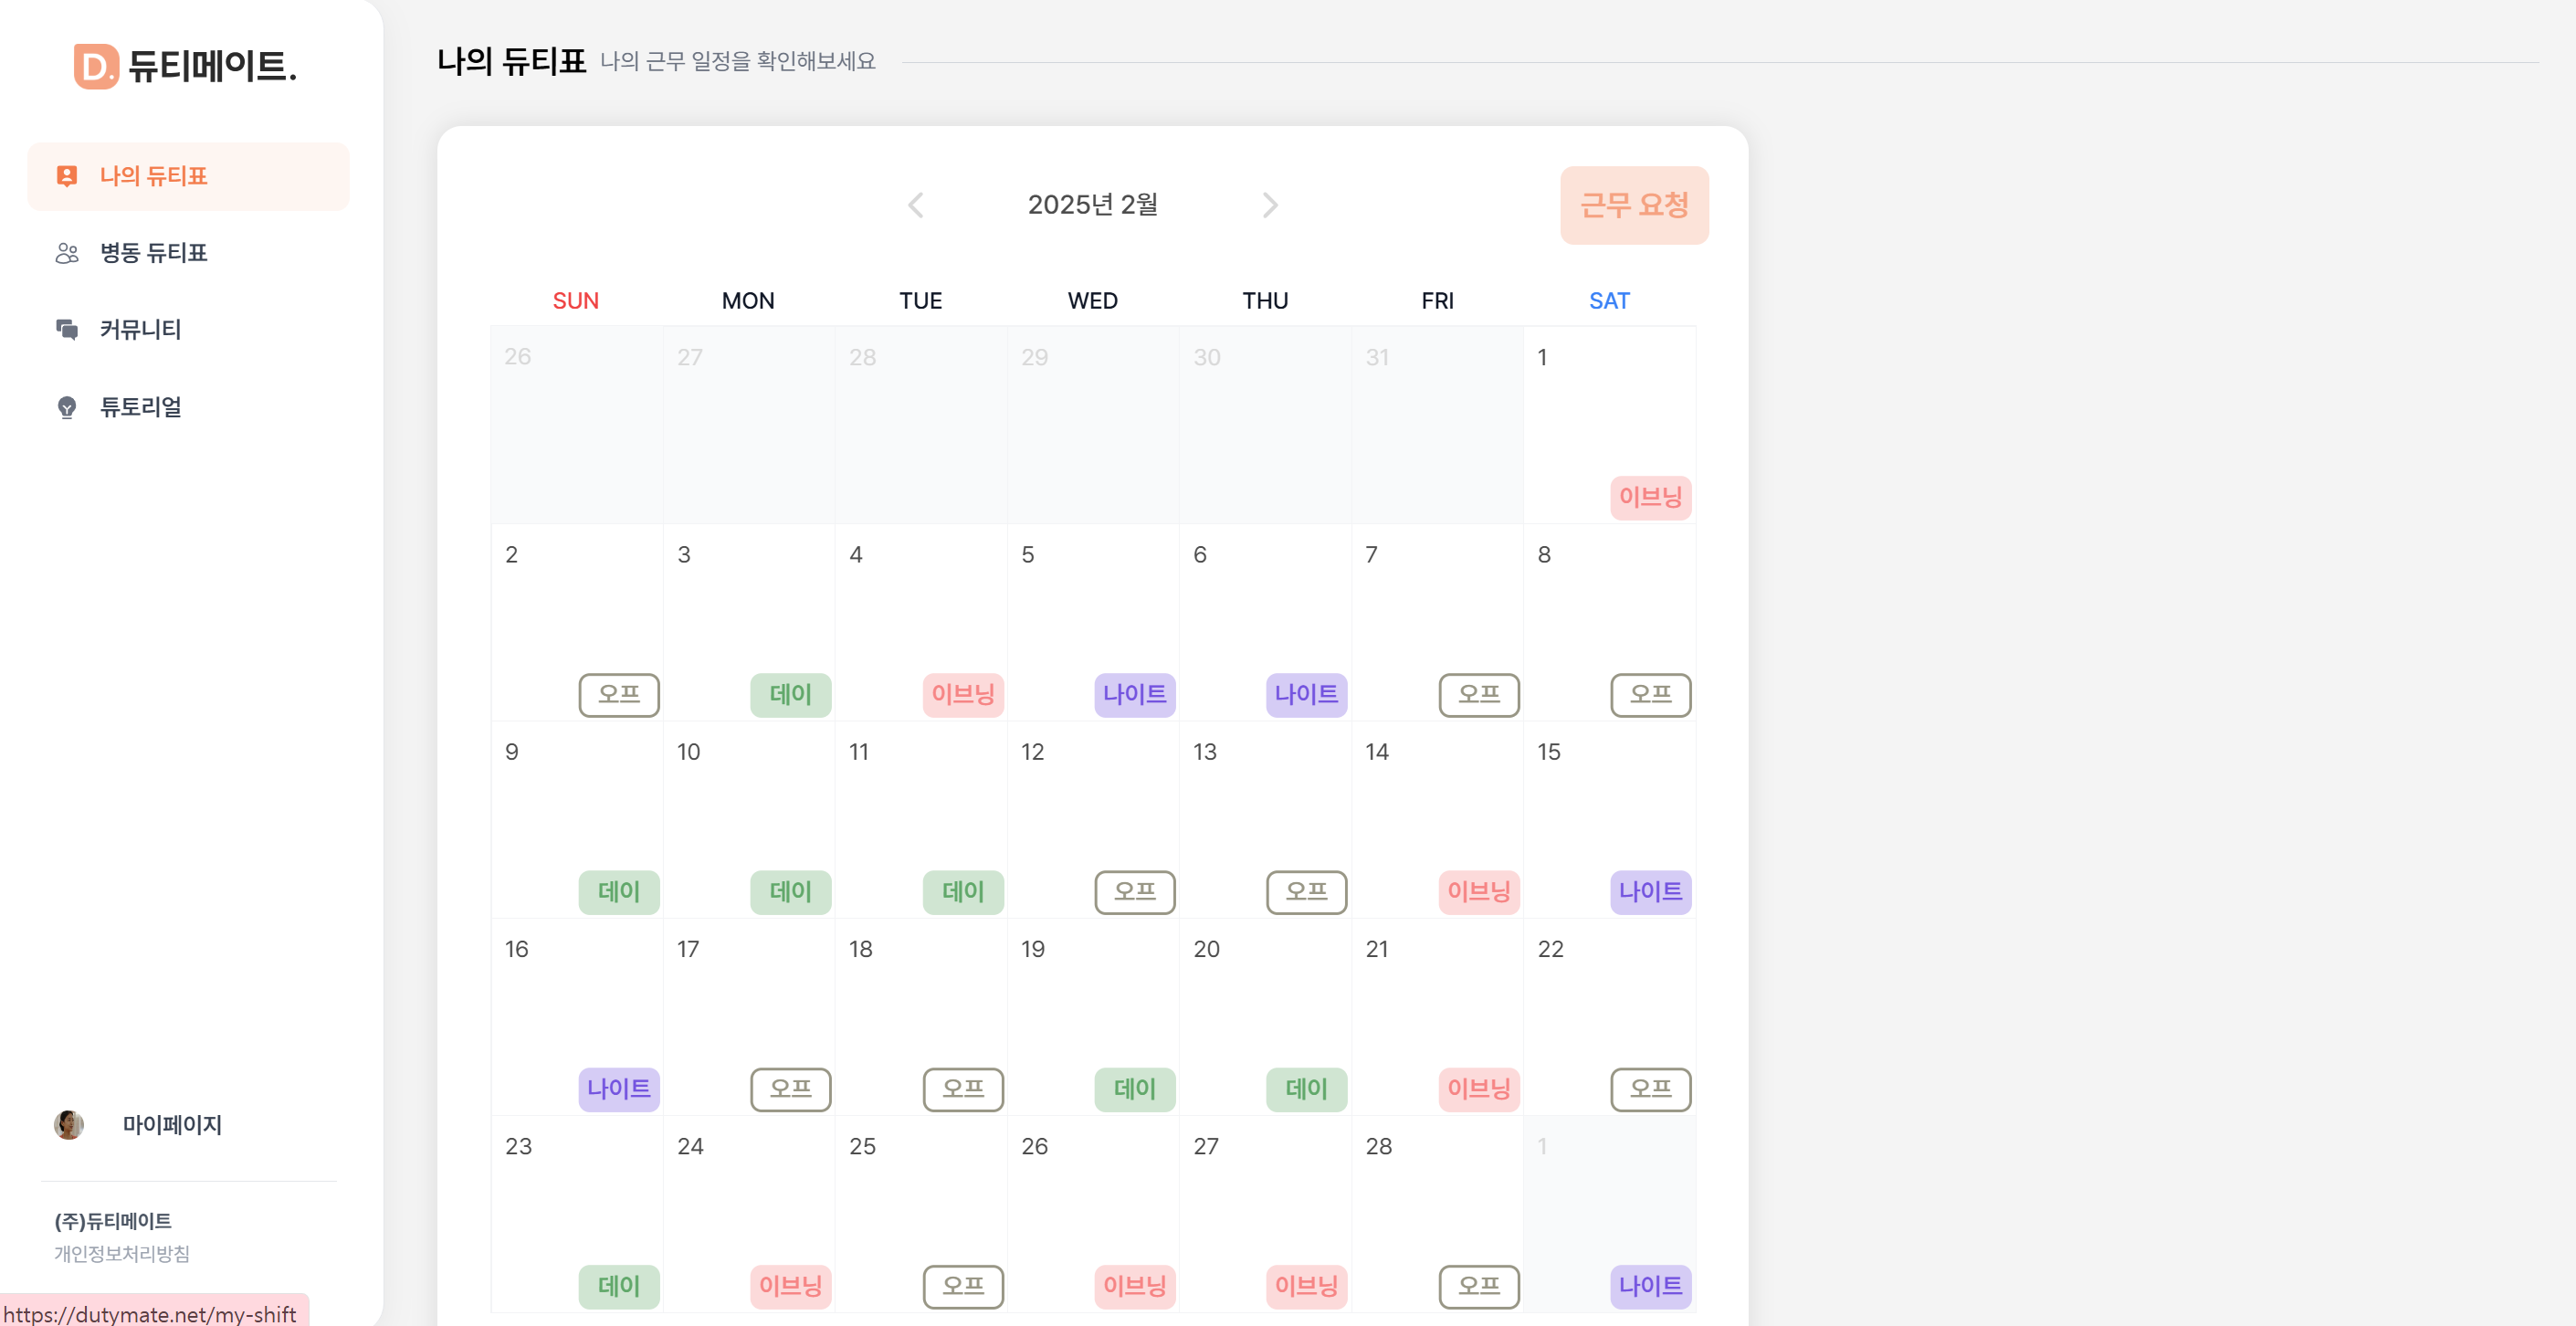 D. 듀티메이트.
나의 듀티표
병동 듀티표
커뮤니티
튜토리얼
마이페이지
(주)듀티메이트
개인정보처리방침
https://dutymate.net/my-shift
나의 듀티표 나의 근무 일정을 확인해보세요
2025년 2월
근무 요청
SUN MON TUE WED THU FRI SAT
26 27 28 29 30 31 1
이브닝
2 3 4 5 6 7 8
오프 데이 이브닝 나이트 나이트 오프 오프
9 10 11 12 13 14 15
데이 데이 데이 오프 오프 이브닝 나이트
16 17 18 19 20 21 22
나이트 오프 오프 데이 데이 이브닝 오프
23 24 25 26 27 28 1
데이 이브닝 오프 이브닝 이브닝 오프 나이트